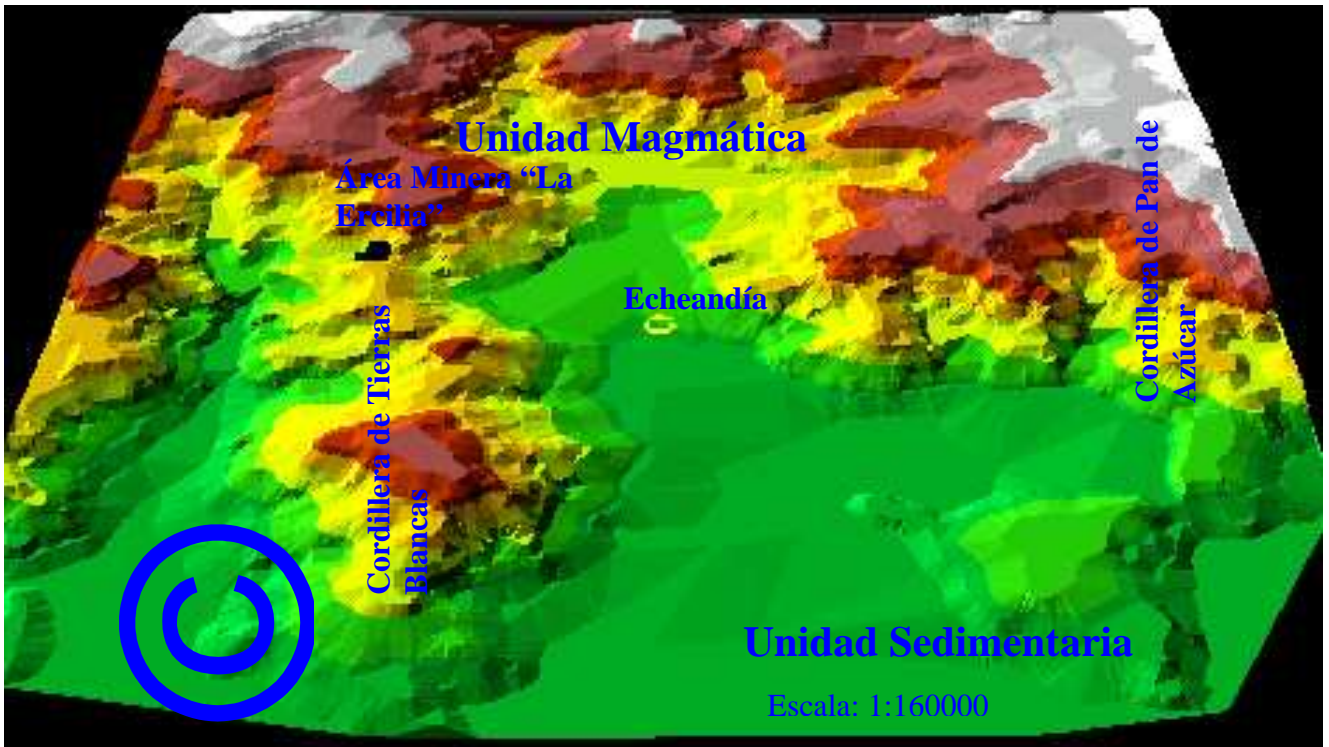 Unidad Magmática
Área Minera “La
Ercilia”
Echeandía
Cordillera de Pan de
Azúcar
Cordillera de Tierras
Blancas
Unidad Sedimentaria
Escala: 1:160000